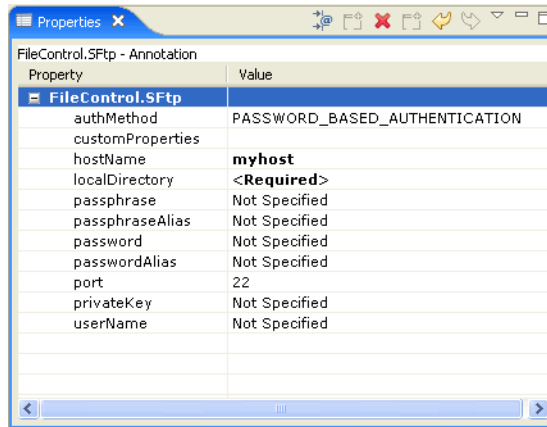 Properties
FileControl.SFtp - Annotation
Property Value
FileControl.SFtp
authMethod PASSWORD_BASED_AUTHENTICATION
customProperties
hostName myhost
localDirectory <Required>
passphrase Not Specified
passphraseAlias Not Specified
password Not Specified
passwordAlias Not Specified
port 22
privateKey Not Specified
userName Not Specified